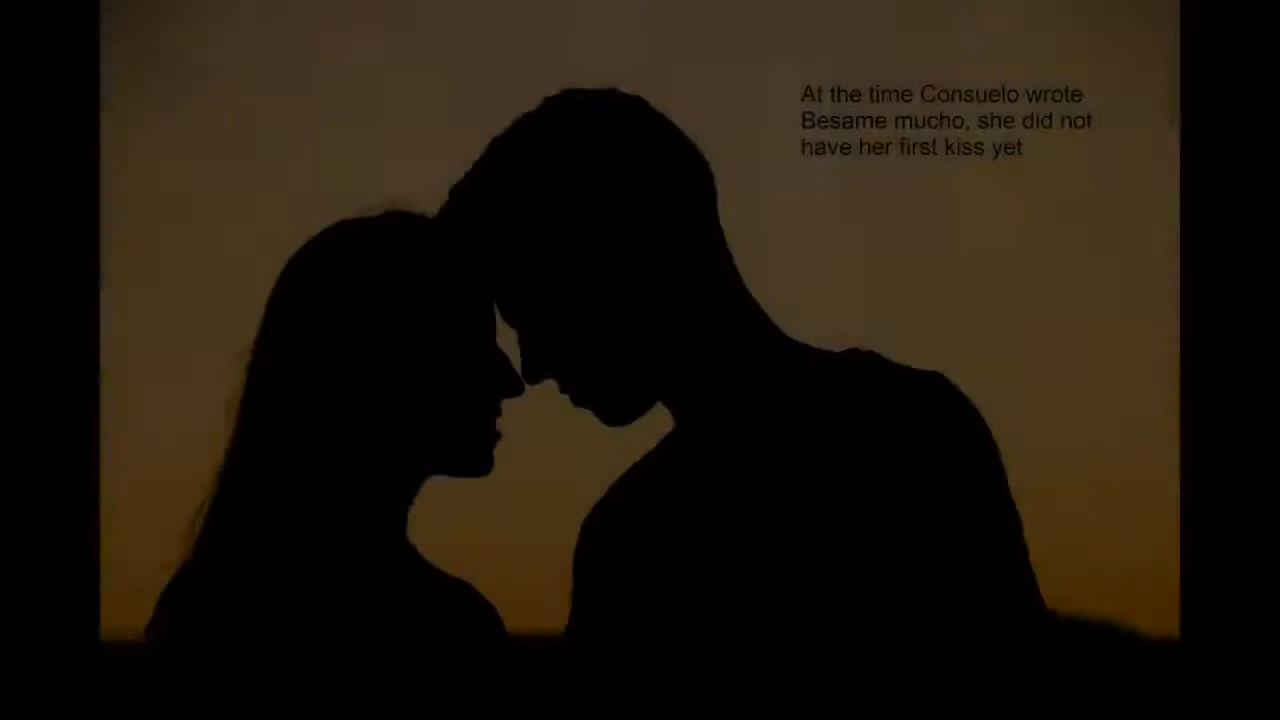 At the time Consuelo wrote
Besame mucho, she did not
have her first kiss yet